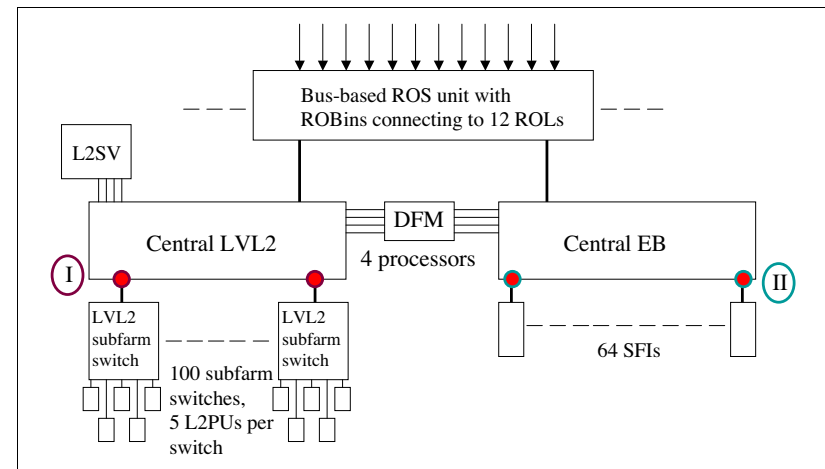 Bus-based ROS unit with
ROBins connecting to 12 ROLs
L2SV
Central LVL2
DFM
Central EB
4 processors
I
II
LVL2
subfarm
switch
LVL2
subfarm
switch
100 subfarm
switches,
5 L2PUs per
switch
64 SFIs